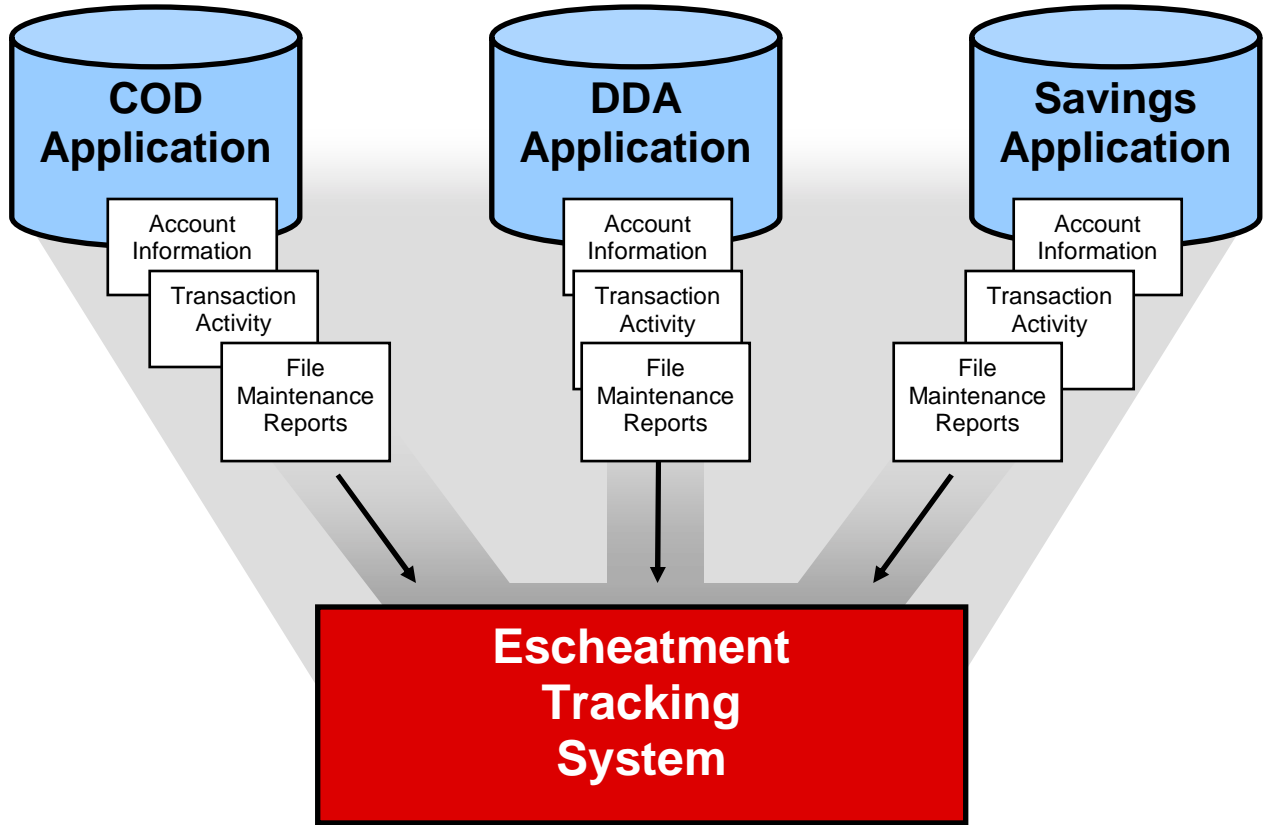 COD
Application
DDA
Application
Savings
Application
Account
Information
Transaction
Activity
File
Maintenance
Reports
Account
Information
Transaction
Activity
File
Maintenance
Reports
Account
Information
Transaction
Activity
File
Maintenance
Reports
Escheatment
Tracking
System